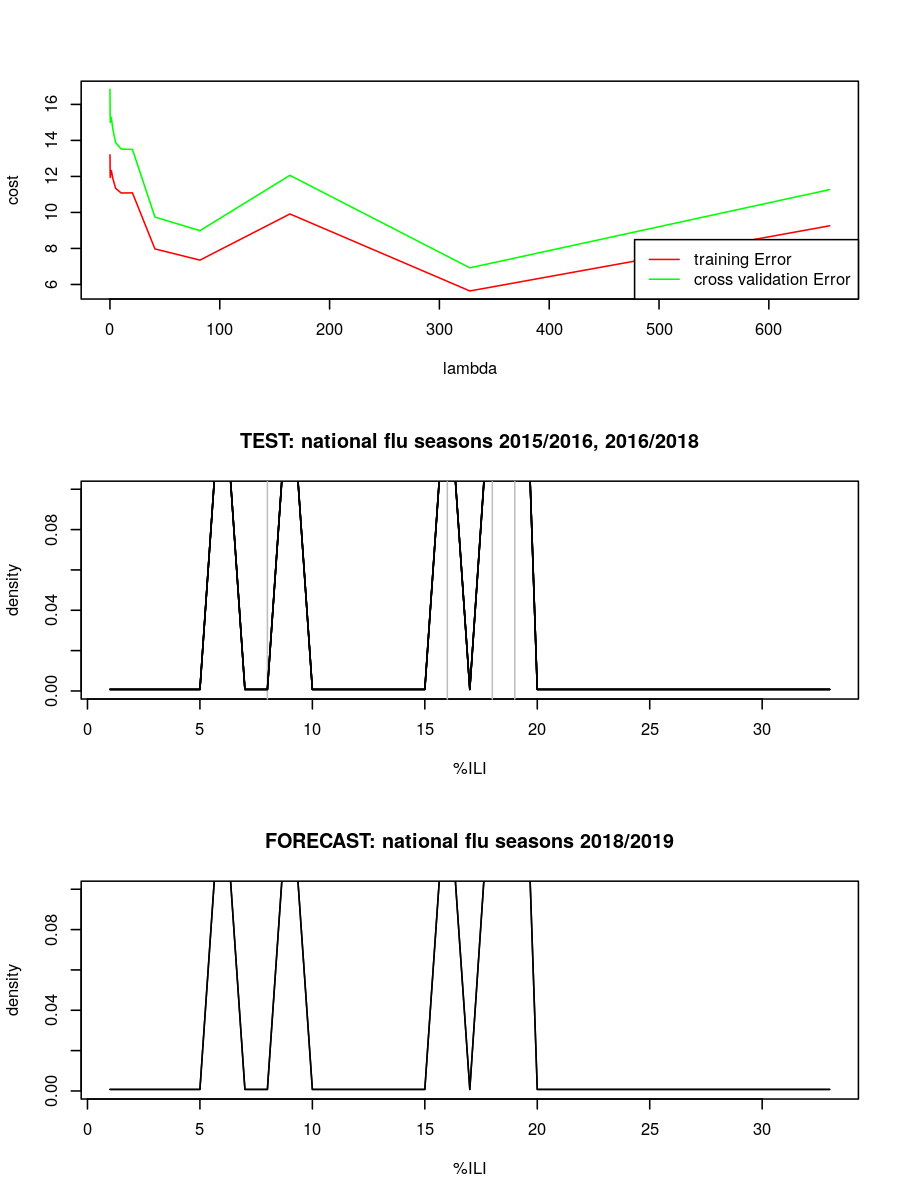 cost
6 8 10 12 14 16
0 100 200 300 400 500 600
lambda
training Error
cross validation Error
TEST: national flu seasons 2015/2016, 2016/2018
density
0.00 0.04 0.08
0 5 10 15 20 25 30
%ILI
FORECAST: national flu seasons 2018/2019
density
0.00 0.04 0.08
0 5 10 15 20 25 30
%ILI